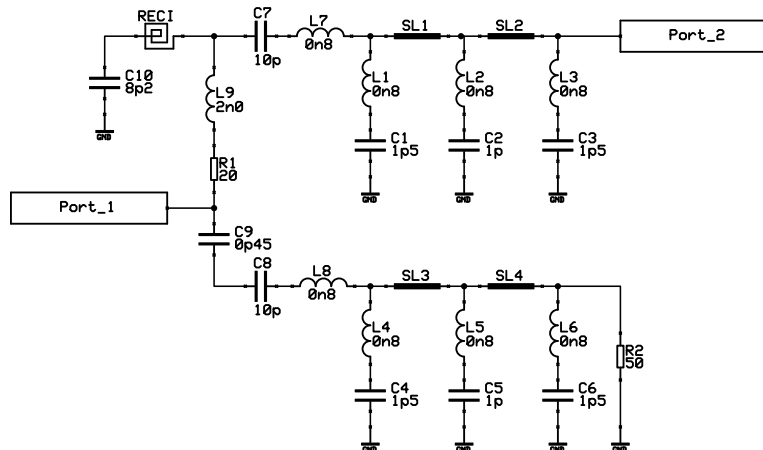 RECI
C7
10p
L7
0n8
SL1
SL2
Port_2
C10
8p2
GND
L9
2n0
L1
0n8
L2
0n8
L3
0n8
C1
1p5
C2
1p
C3
1p5
GND
GND
GND
R1
20
Port_1
C9
0p45
C8
10p
L8
0n8
SL3
SL4
L4
0n8
L5
0n8
L6
0n8
R2
50
C4
1p5
C5
1p
C6
1p5
GND
GND
GND
GND